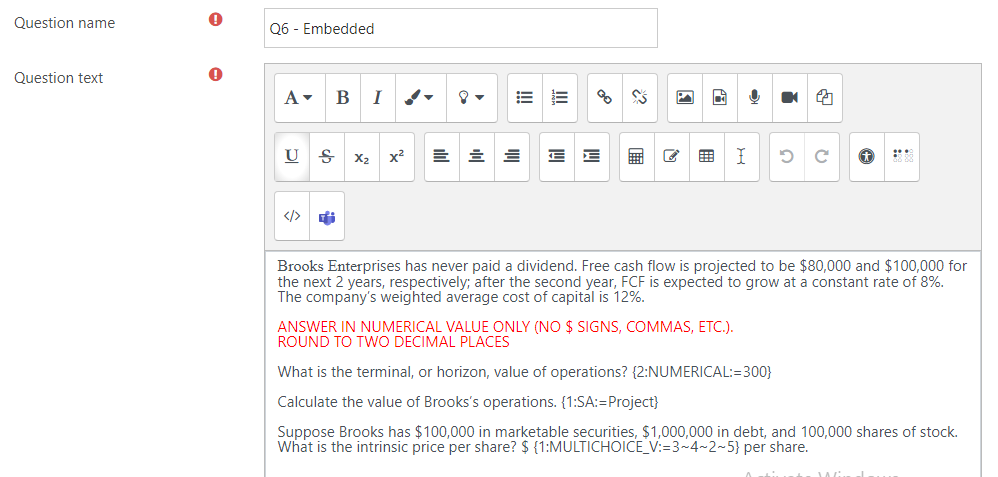 Question name
Q6 - Embedded
Question text
A B I
U S x₂ x²
</>
Brooks Enterprises has never paid a dividend. Free cash flow is projected to be $80,000 and $100,000 for
the next 2 years, respectively; after the second year, FCF is expected to grow at a constant rate of 8%.
The company's weighted average cost of capital is 12%.
ANSWER IN NUMERICAL VALUE ONLY (NO $ SIGNS, COMMAS, ETC.).
ROUND TO TWO DECIMAL PLACES
What is the terminal, or horizon, value of operations? {2:NUMERICAL:=300}
Calculate the value of Brooks's operations. {1:SA:=Project}
Suppose Brooks has $100,000 in marketable securities, $1,000,000 in debt, and 100,000 shares of stock.
What is the intrinsic price per share? $ {1:MULTICHOICE_V:=3~4~2~5} per share.